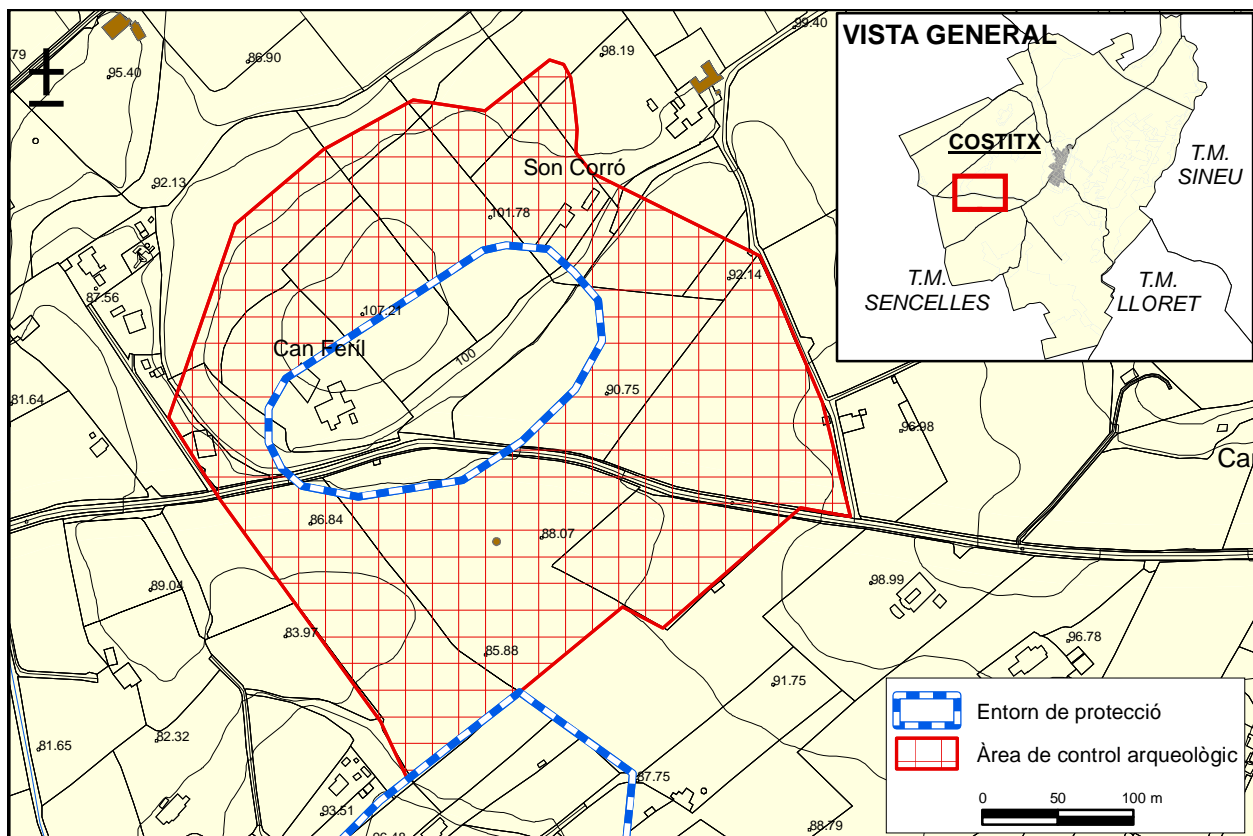 79
95.40
86.90
98.19
99.40
VISTA GENERAL
COSTITX
T.M.
SINEU
T.M.
SENCELLES
T.M.
LLORET
Son Corró
92.13
101.78
92.14
87.56
107.21
Can Feríl
100
90.75
81.64
96.98
Ca
86.84
88.07
89.04
98.99
83.97
85.88
96.78
91.75
81.65
82.32
87.75
93.51
96.48
88.79
Entorn de protecció
Àrea de control arqueològic
0 50 100 m